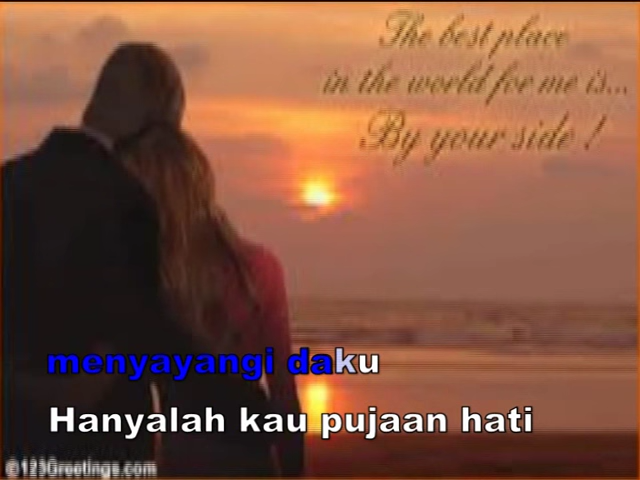 The best place
in the world for me is...
By your side !
menyayangi daku
Hanyalah kau pujaan hati
©123Greetings.com